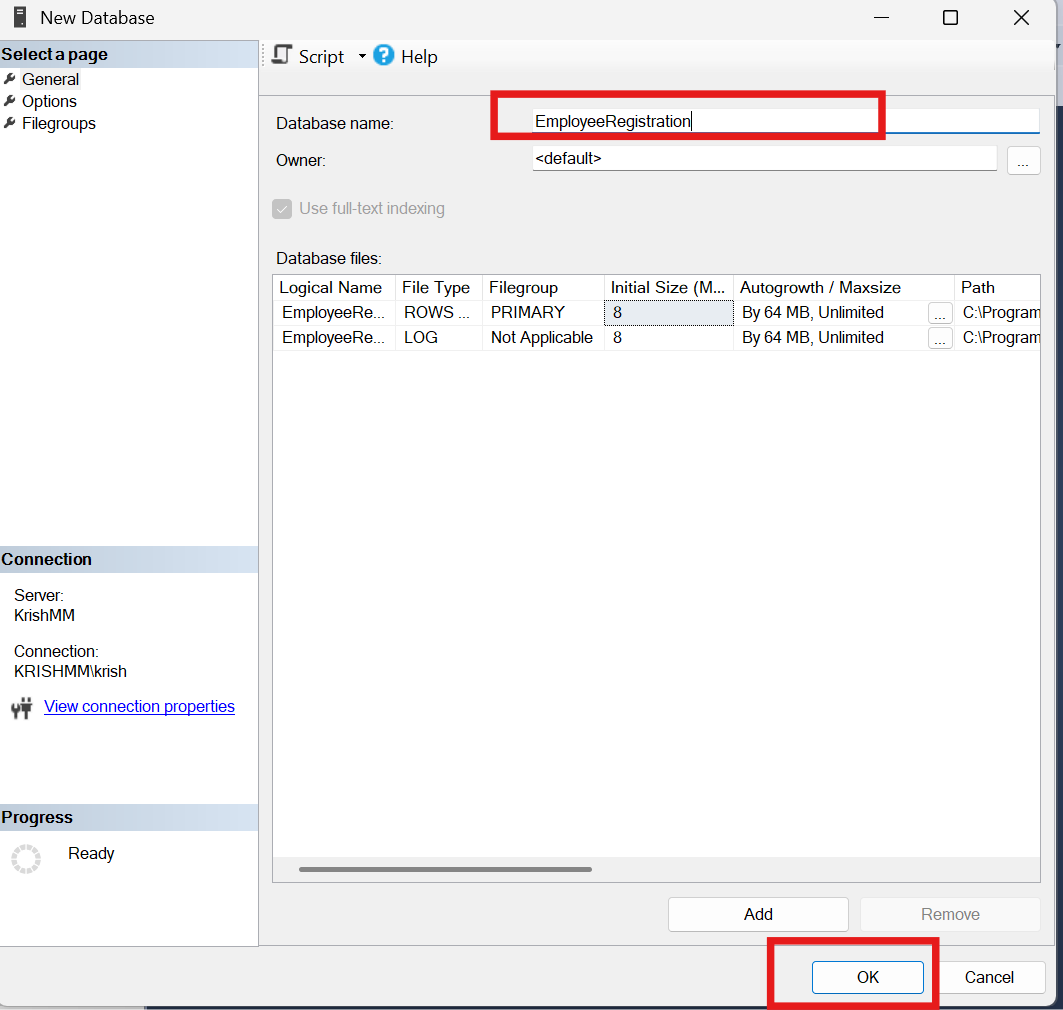 New Database
Select a page
General
Options
Filegroups
Script
Help
Database name:
EmployeeRegistration
Owner:
<default>
...
Use full-text indexing
Database files:
Logical Name File Type Filegroup Initial Size (M... Autogrowth / Maxsize Path
EmployeeRe... ROWS ... PRIMARY 8 By 64 MB, Unlimited ... C:\Program
EmployeeRe... LOG Not Applicable 8 By 64 MB, Unlimited ... C:\Program
Connection
Server:
KrishMM
Connection:
KRISHMM\krish
View connection properties
Progress
Ready
Add
Remove
OK
Cancel